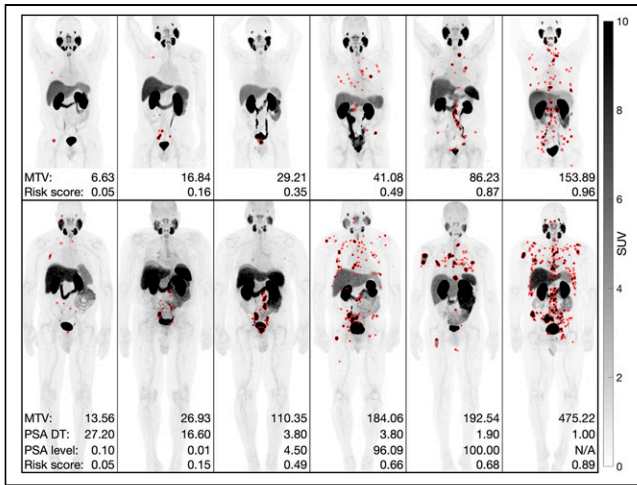 10
8
6
4
2
0
SUV
MTV: 6.63 16.84 29.21 41.08 86.23 153.89
Risk score: 0.05 0.16 0.35 0.49 0.87 0.96
MTV: 13.56 26.93 110.35 184.06 192.54 475.22
PSA DT: 27.20 16.60 3.80 3.80 1.90 1.00
PSA level: 0.10 0.01 4.50 96.09 100.00 N/A
Risk score: 0.05 0.15 0.49 0.66 0.68 0.89